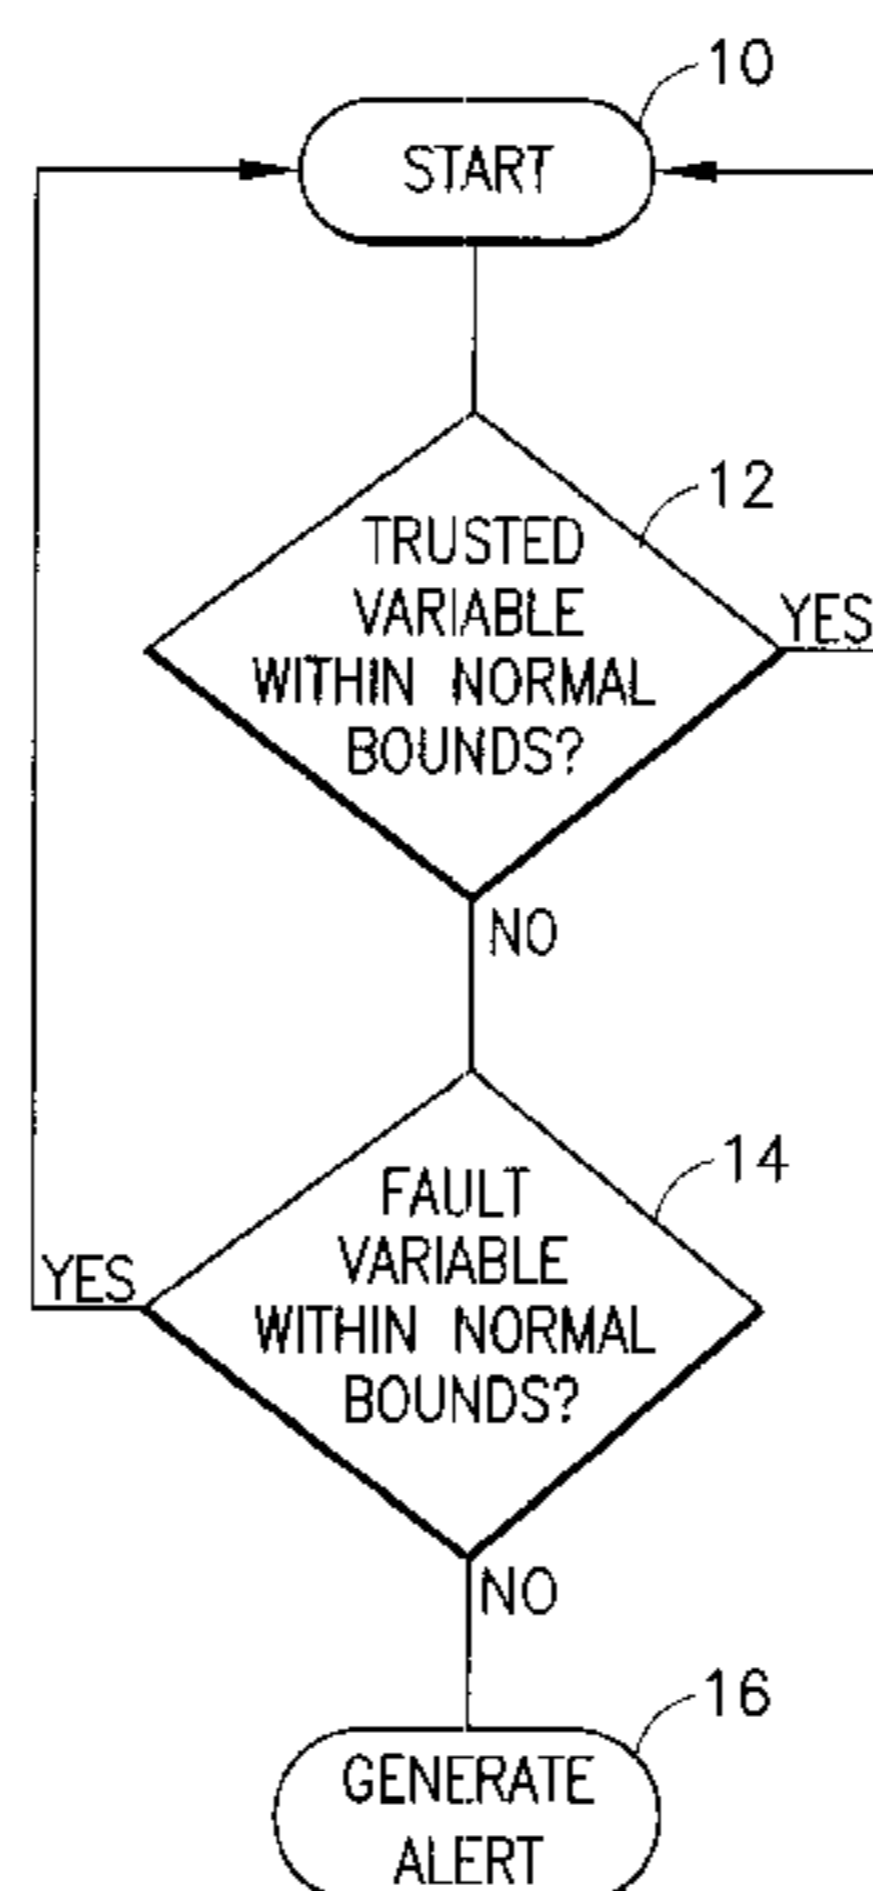 10
START
12
TRUSTED
VARIABLE
WITHIN NORMAL
BOUNDS?
YES
NO
14
FAULT
VARIABLE
WITHIN NORMAL
BOUNDS?
YES
NO
16
GENERATE
ALERT